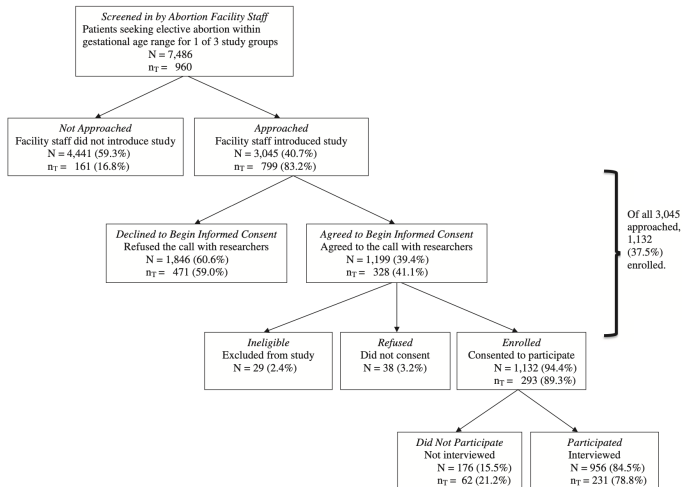 Screened in by Abortion Facility Staff
Patients seeking elective abortion within
gestational age range for 1 of 3 study groups
N = 7,486
nT = 960
Not Approached
Facility staff did not introduce study
N = 4,441 (59.3%)
nT = 161 (16.8%)
Approached
Facility staff introduced study
N = 3,045 (40.7%)
nT = 799 (83.2%)
Declined to Begin Informed Consent
Refused the call with researchers
N = 1,846 (60.6%)
nT = 471 (59.0%)
Agreed to Begin Informed Consent
Agreed to the call with researchers
N = 1,199 (39.4%)
nT = 328 (41.1%)
Of all 3,045
approached,
1,132
(37.5%)
enrolled.
Ineligible
Excluded from study
N = 29 (2.4%)
Refused
Did not consent
N = 38 (3.2%)
Enrolled
Consented to participate
N = 1,132 (94.4%)
nT = 293 (89.3%)
Did Not Participate
Not interviewed
N = 176 (15.5%)
nT = 62 (21.2%)
Participated
Interviewed
N = 956 (84.5%)
nT = 231 (78.8%)